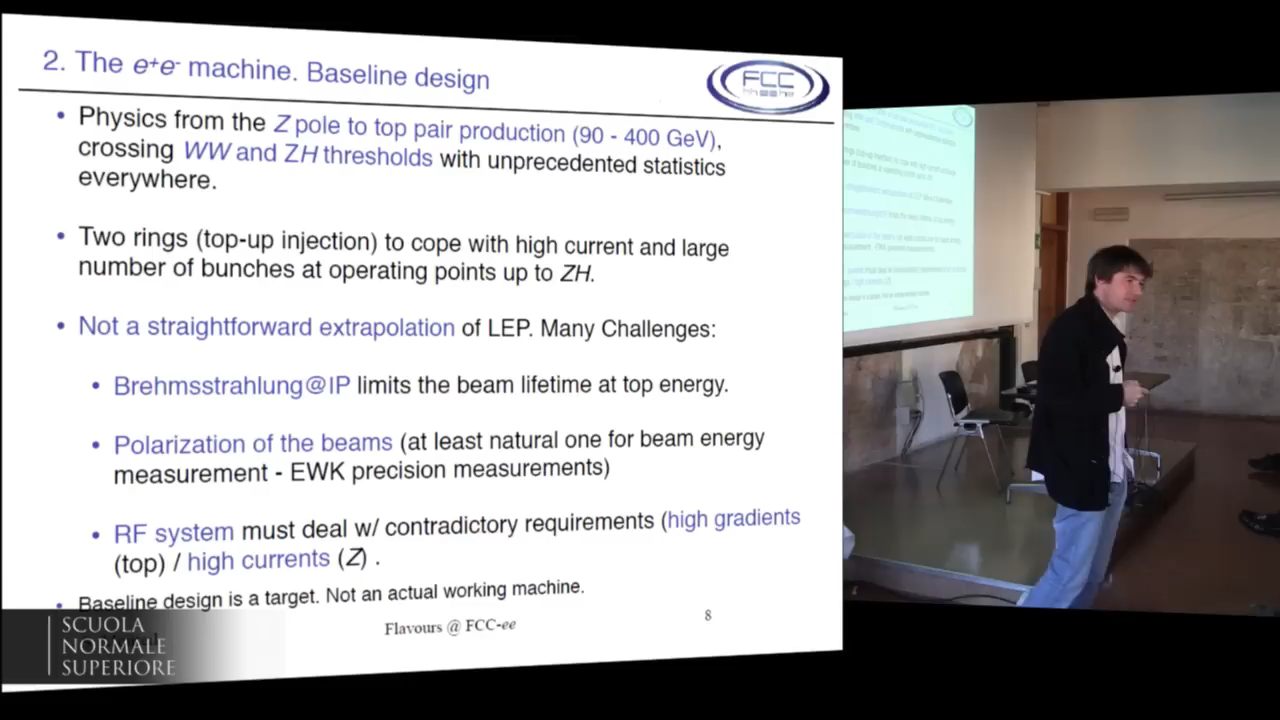 2. The e+e- machine. Baseline design
FCC
hh ee he
• Physics from the Z pole to top pair production (90 - 400 GeV),
crossing WW and ZH thresholds with unprecedented statistics
everywhere.
• Two rings (top-up injection) to cope with high current and large
number of bunches at operating points up to ZH.
• Not a straightforward extrapolation of LEP. Many Challenges:
• Brehmsstrahlung@IP limits the beam lifetime at top energy.
• Polarization of the beams (at least natural one for beam energy
measurement - EWK precision measurements)
• RF system must deal w/ contradictory requirements (high gradients
(top) / high currents (Z) .
• Baseline design is a target. Not an actual working machine.
Flavours @ FCC-ee
8
SCUOLA
NORMALE
SUPERIORE